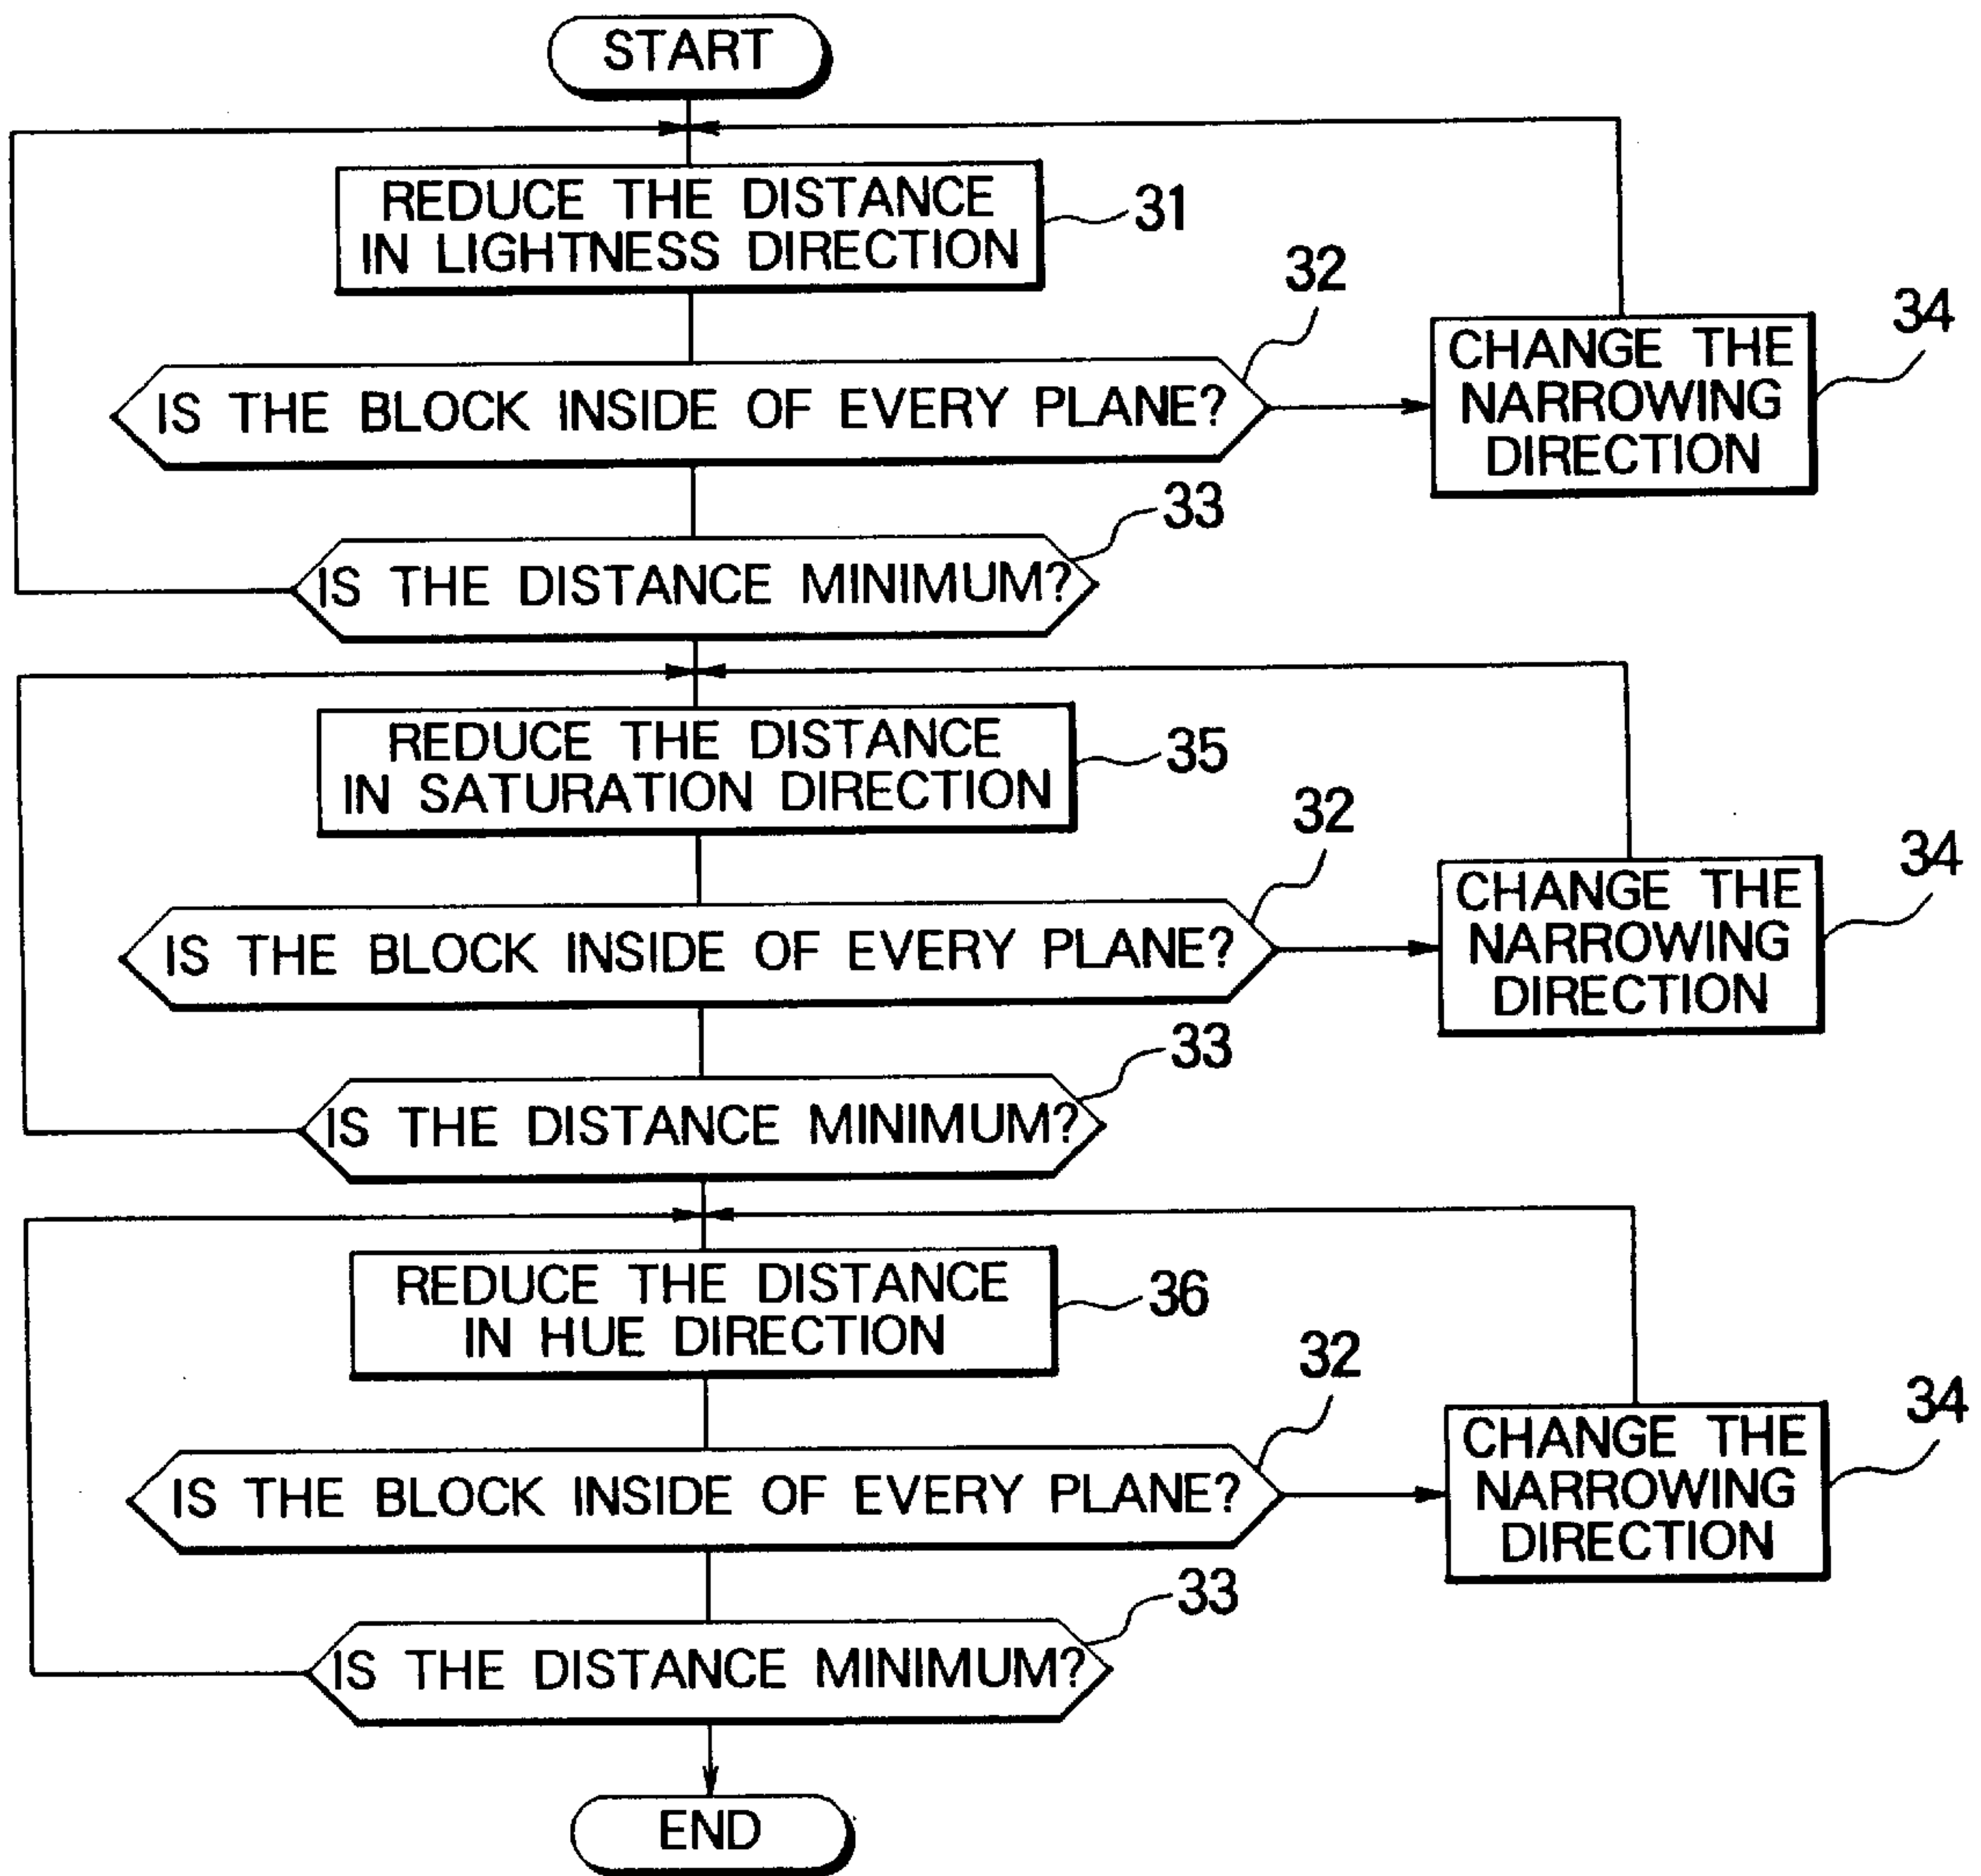 START
REDUCE THE DISTANCE
IN LIGHTNESS DIRECTION
31
32
IS THE BLOCK INSIDE OF EVERY PLANE?
CHANGE THE
NARROWING
DIRECTION
34
33
IS THE DISTANCE MINIMUM?
REDUCE THE DISTANCE
IN SATURATION DIRECTION
35
32
IS THE BLOCK INSIDE OF EVERY PLANE?
CHANGE THE
NARROWING
DIRECTION
34
33
IS THE DISTANCE MINIMUM?
REDUCE THE DISTANCE
IN HUE DIRECTION
36
32
IS THE BLOCK INSIDE OF EVERY PLANE?
CHANGE THE
NARROWING
DIRECTION
34
33
IS THE DISTANCE MINIMUM?
END